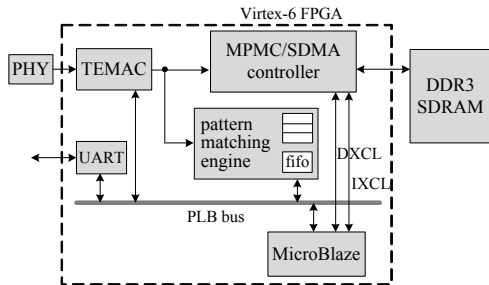 Virtex-6 FPGA
PHY
TEMAC
MPMC/SDMA
controller
DDR3
SDRAM
pattern
matching
engine
fifo
UART
DXCL
IXCL
PLB bus
MicroBlaze